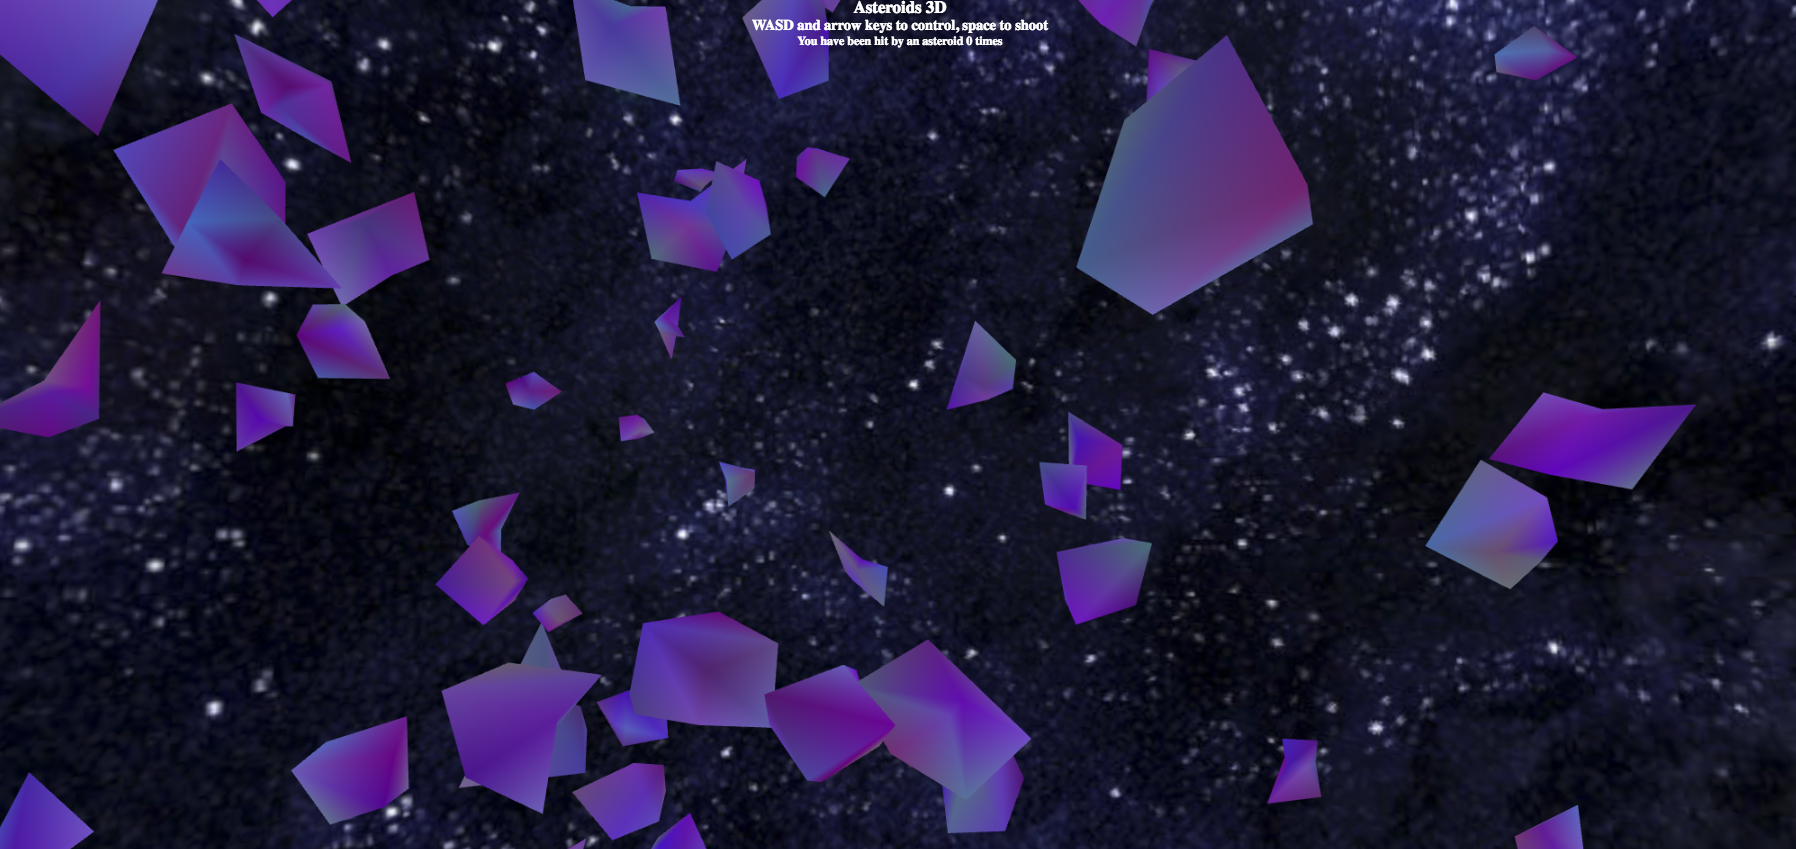 Asteroids 3D
WASD and arrow keys to control, space to shoot
You have been hit by an asteroid 0 times